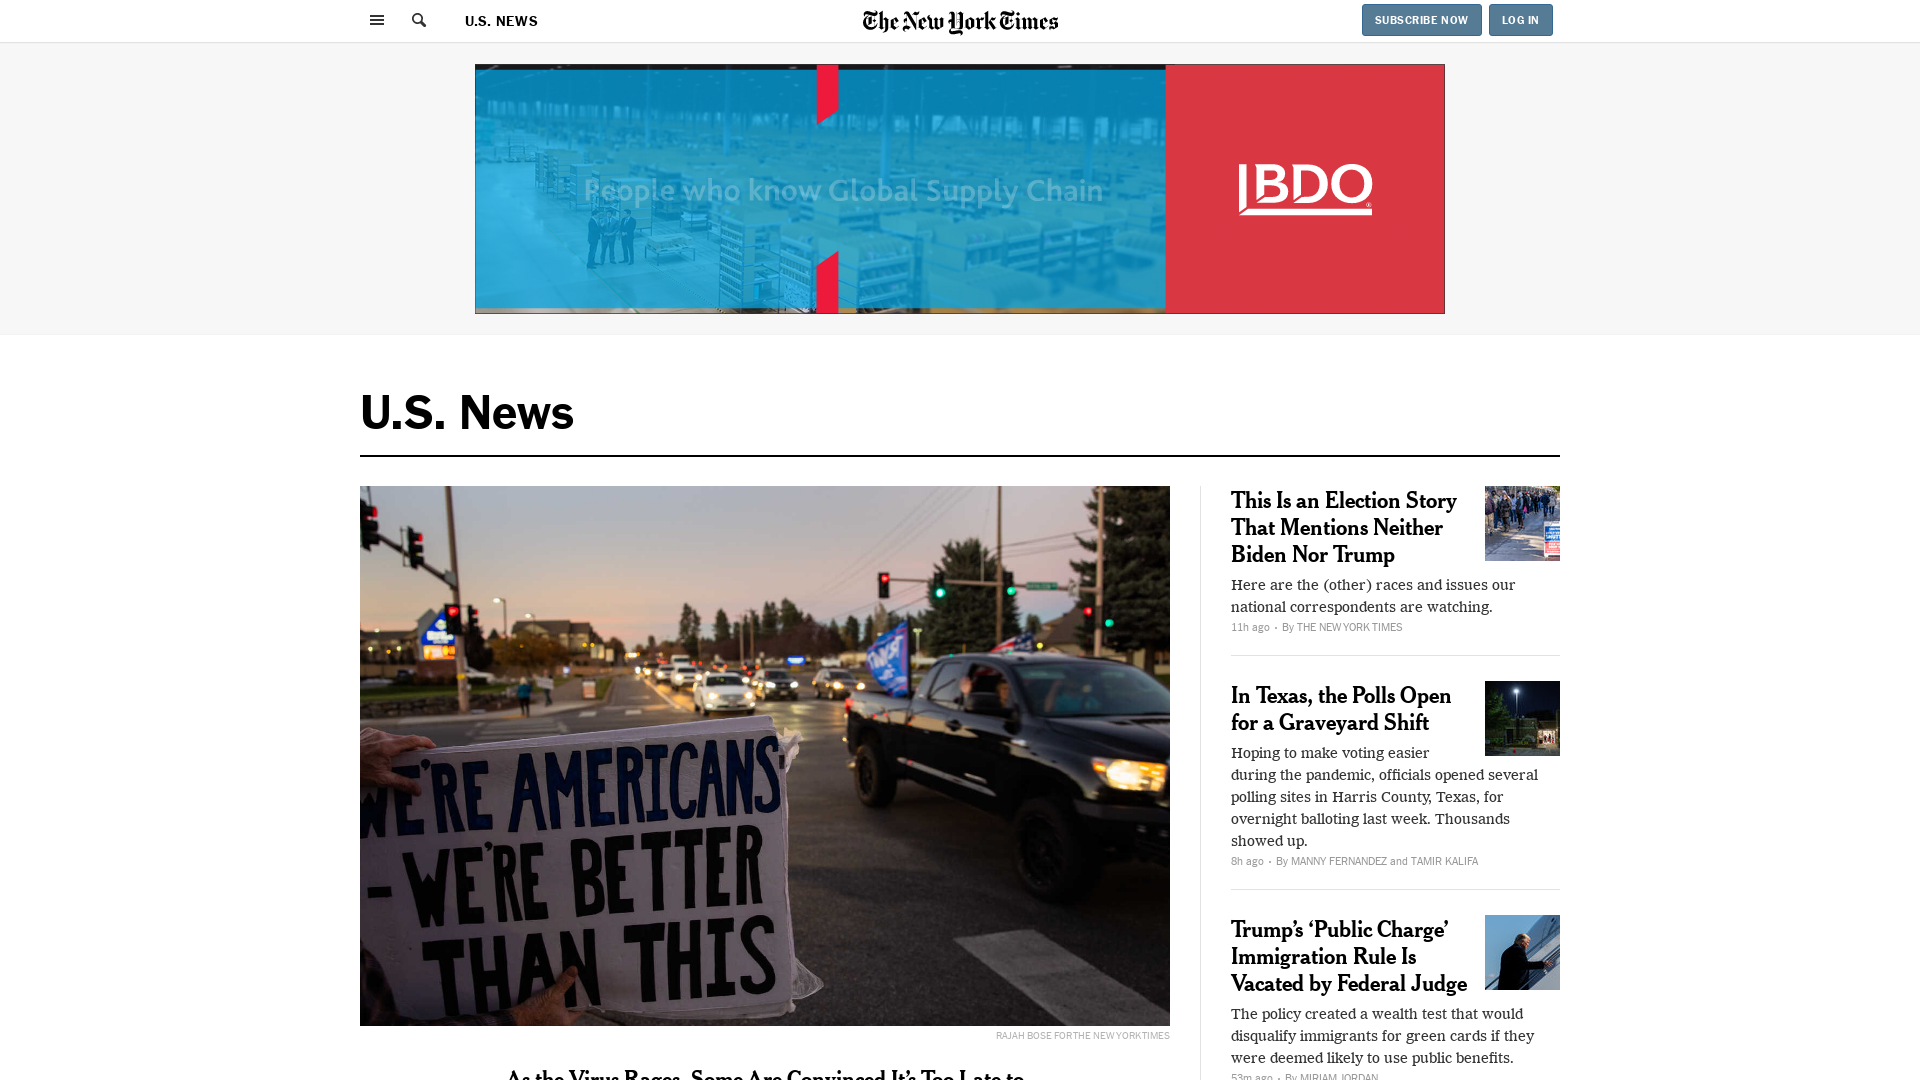 U.S. NEWS
The New York Times
SUBSCRIBE NOW
LOG IN
People who know Global Supply Chain
BDO
U.S. News
WE'RE AMERICANS
- WE'RE BETTER
THAN THIS
RAJAH BOSE FOR THE NEW YORK TIMES
As the Virus Rages, Some Are Convinced It's Too Late to
This Is an Election Story
That Mentions Neither
Biden Nor Trump
Here are the (other) races and issues our
national correspondents are watching.
11h ago • By THE NEW YORK TIMES
In Texas, the Polls Open
for a Graveyard Shift
Hoping to make voting easier
during the pandemic, officials opened several
polling sites in Harris County, Texas, for
overnight balloting last week. Thousands
showed up.
8h ago • By MANNY FERNANDEZ and TAMIR KALIFA
Trump's ‘Public Charge’
Immigration Rule Is
Vacated by Federal Judge
The policy created a wealth test that would
disqualify immigrants for green cards if they
were deemed likely to use public benefits.
53m ago • By MIRIAM JORDAN